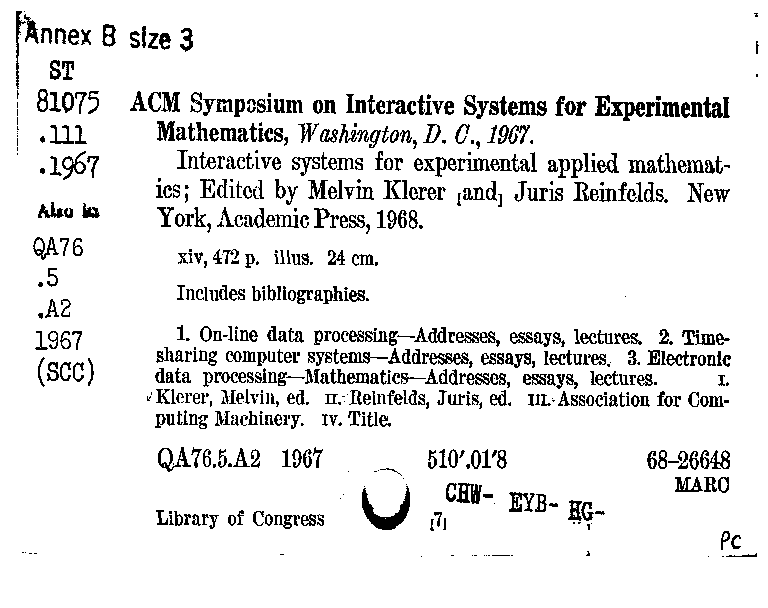 Annex B size 3
ST
81075
.111
.1967
Also in
QA76
.5
.A2
1967
(SCC)
ACM Symposium on Interactive Systems for Experimental
Mathematics, Washington, D. C., 1967.
Interactive systems for experimental applied mathemat-
ics; Edited by Melvin Klerer [and] Juris Reinfelds. New
York, Academic Press, 1968.
xiv, 472 p. illus. 24 cm.
Includes bibliographies.
1. On-line data processing—Addresses, essays, lectures. 2. Time-
sharing computer systems—Addresses, essays, lectures. 3. Electronic
data processing—Mathematics—Addresses, essays, lectures. I.
Klerer, Melvin, ed. II. Reinfelds, Juris, ed. III. Association for Com-
puting Machinery. IV. Title.
QA76.5.A2 1967 510'.01'8 68–26648
MARC
CHW- EYB- HG-
Library of Congress [7]
PC